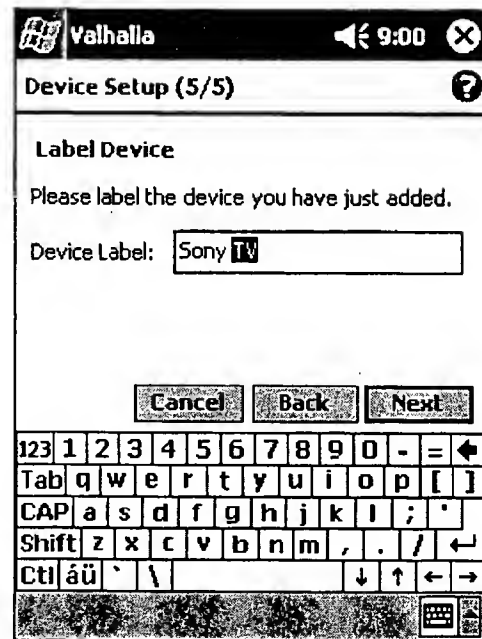 Valhalla 9:00
Device Setup (5/5) ?
Label Device
Please label the device you have just added.
Device Label: Sony TV
Cancel Back Next
123 1 2 3 4 5 6 7 8 9 0 - = ←
Tab q w e r t y u i o p [ ]
CAP a s d f g h j k l ; '
Shift z x c v b n m , . / ↵
Ctl áü ` \ ↓ ↑ ← →